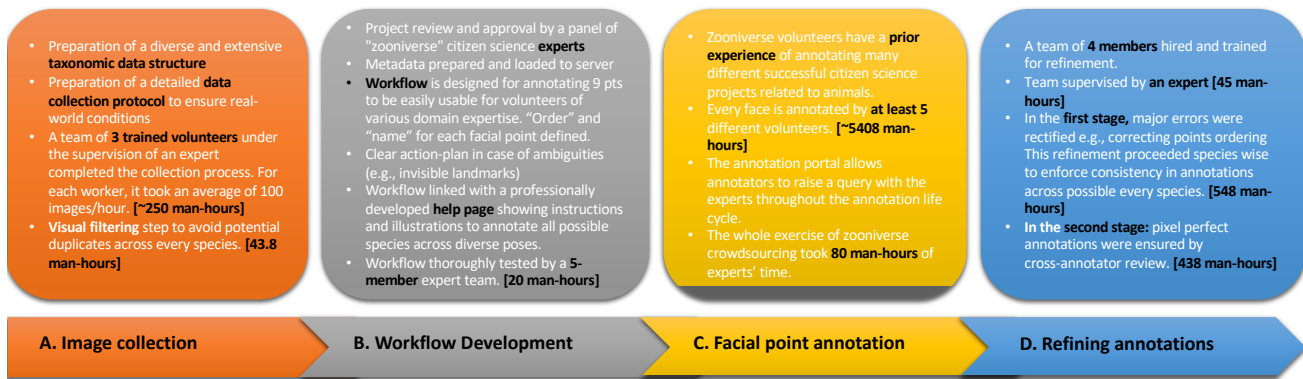 • Preparation of a diverse and extensive
taxonomic data structure
• Preparation of a detailed data
collection protocol to ensure real-
world conditions
• A team of 3 trained volunteers under
the supervision of an expert
completed the collection process. For
each worker, it took an average of 100
images/hour. [~250 man-hours]
• Visual filtering step to avoid potential
duplicates across every species. [43.8
man-hours]
• Project review and approval by a panel of
"zooniverse" citizen science experts
• Metadata prepared and loaded to server
• Workflow is designed for annotating 9 pts
to be easily usable for volunteers of
various domain expertise. “Order” and
“name” for each facial point defined.
• Clear action-plan in case of ambiguities
(e.g., invisible landmarks)
• Workflow linked with a professionally
developed help page showing instructions
and illustrations to annotate all possible
species across diverse poses.
• Workflow thoroughly tested by a 5-
member expert team. [20 man-hours]
• Zooniverse volunteers have a prior
experience of annotating many
different successful citizen science
projects related to animals.
• Every face is annotated by at least 5
different volunteers. [~5408 man-
hours]
• The annotation portal allows
annotators to raise a query with the
experts throughout the annotation life
cycle.
• The whole exercise of zooniverse
crowdsourcing took 80 man-hours of
experts’ time.
• A team of 4 members hired and trained
for refinement.
• Team supervised by an expert [45 man-
hours]
• In the first stage, major errors were
rectified e.g., correcting points ordering
This refinement proceeded species wise
to enforce consistency in annotations
across possible every species. [548 man-
hours]
• In the second stage: pixel perfect
annotations were ensured by
cross-annotator review. [438 man-hours]
A. Image collection
B. Workflow Development
C. Facial point annotation
D. Refining annotations